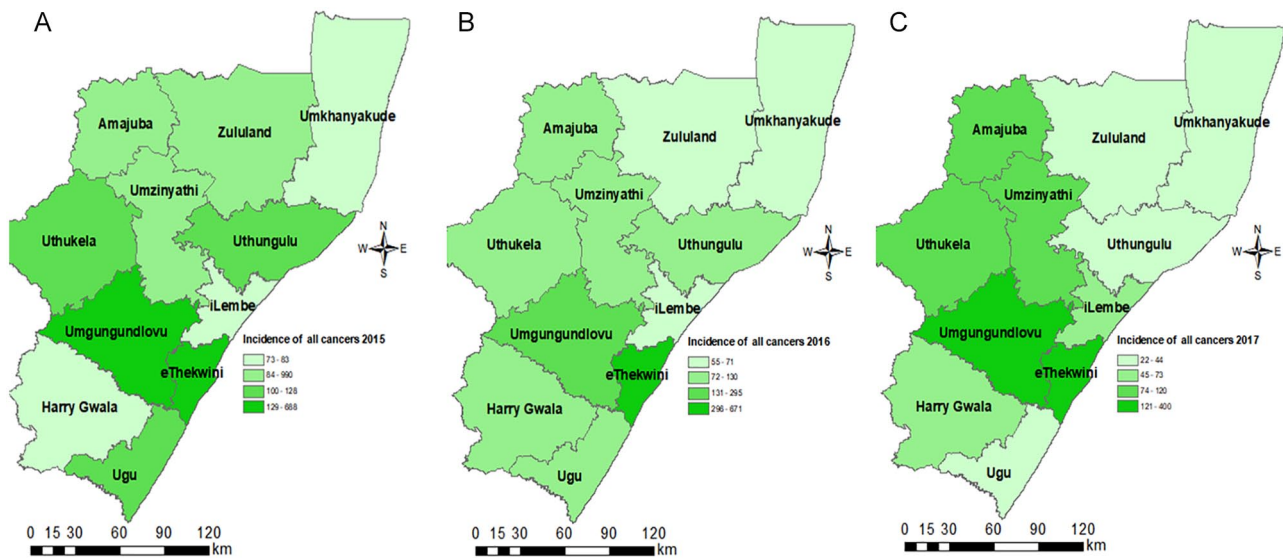 A
Amajuba
Zululand
Umkhanyakude
Umzinyathi
Uthukela
Uthungulu
iLembe
Umgungundlovu
eThekwini
Harry Gwala
Ugu
N
W E
S
Incidence of all cancers 2015
73 - 83
84 - 990
100 - 128
129 - 688
0 15 30 60 90 120
km
B
Amajuba
Zululand
Umkhanyakude
Umzinyathi
Uthukela
Uthungulu
iLembe
Umgungundlovu
eThekwini
Harry Gwala
Ugu
N
W E
S
Incidence of all cancers 2016
55 - 71
72 - 130
131 - 295
296 - 671
0 15 30 60 90 120
km
C
Amajuba
Zululand
Umkhanyakude
Umzinyathi
Uthukela
Uthungulu
iLembe
Umgungundlovu
eThekwini
Harry Gwala
Ugu
N
W E
S
Incidence of all cancers 2017
22 - 44
45 - 73
74 - 120
121 - 400
0 15 30 60 90 120
km